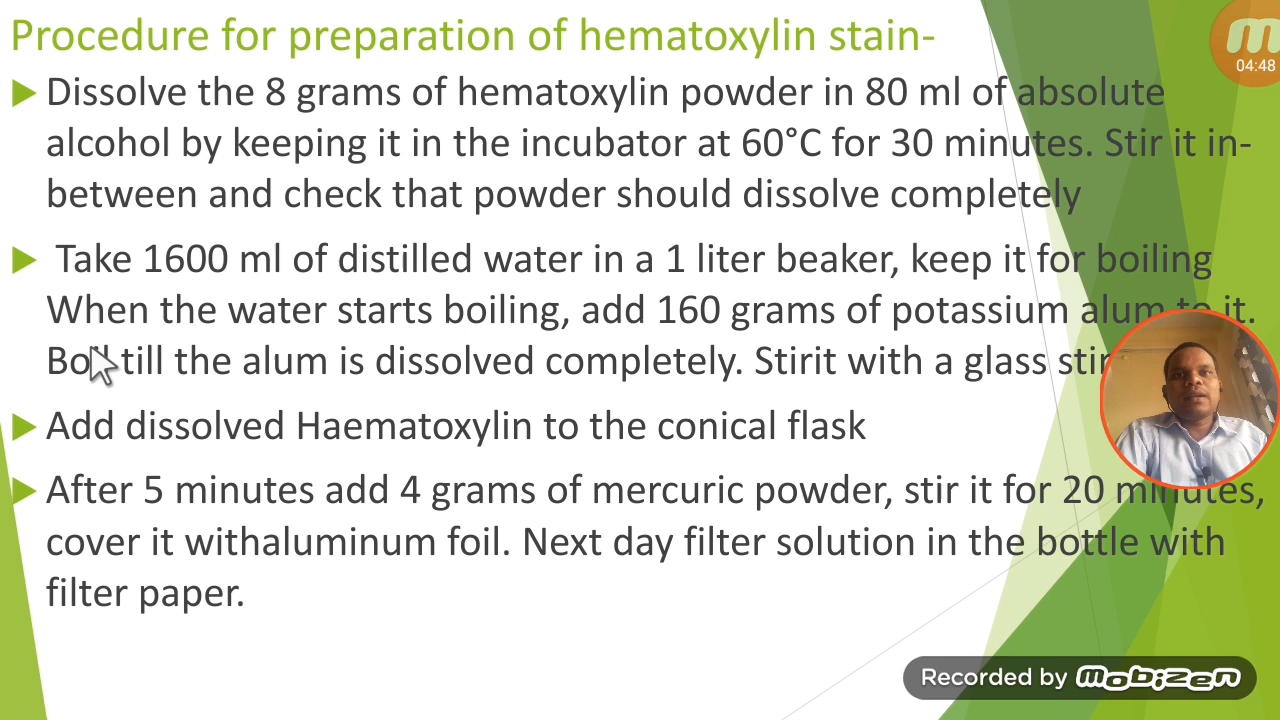 Procedure for preparation of hematoxylin stain-
Dissolve the 8 grams of hematoxylin powder in 80 ml of absolute
alcohol by keeping it in the incubator at 60°C for 30 minutes. Stir it in-
between and check that powder should dissolve completely
Take 1600 ml of distilled water in a 1 liter beaker, keep it for boiling
When the water starts boiling, add 160 grams of potassium alum to it.
Boil till the alum is dissolved completely. Stirit with a glass
Add dissolved Haematoxylin to the conical flask
After 5 minutes add 4 grams of mercuric powder, stir it for 20 minutes,
cover it withaluminum foil. Next day filter solution in the bottle with
filter paper.
04:48
Recorded by mobizen